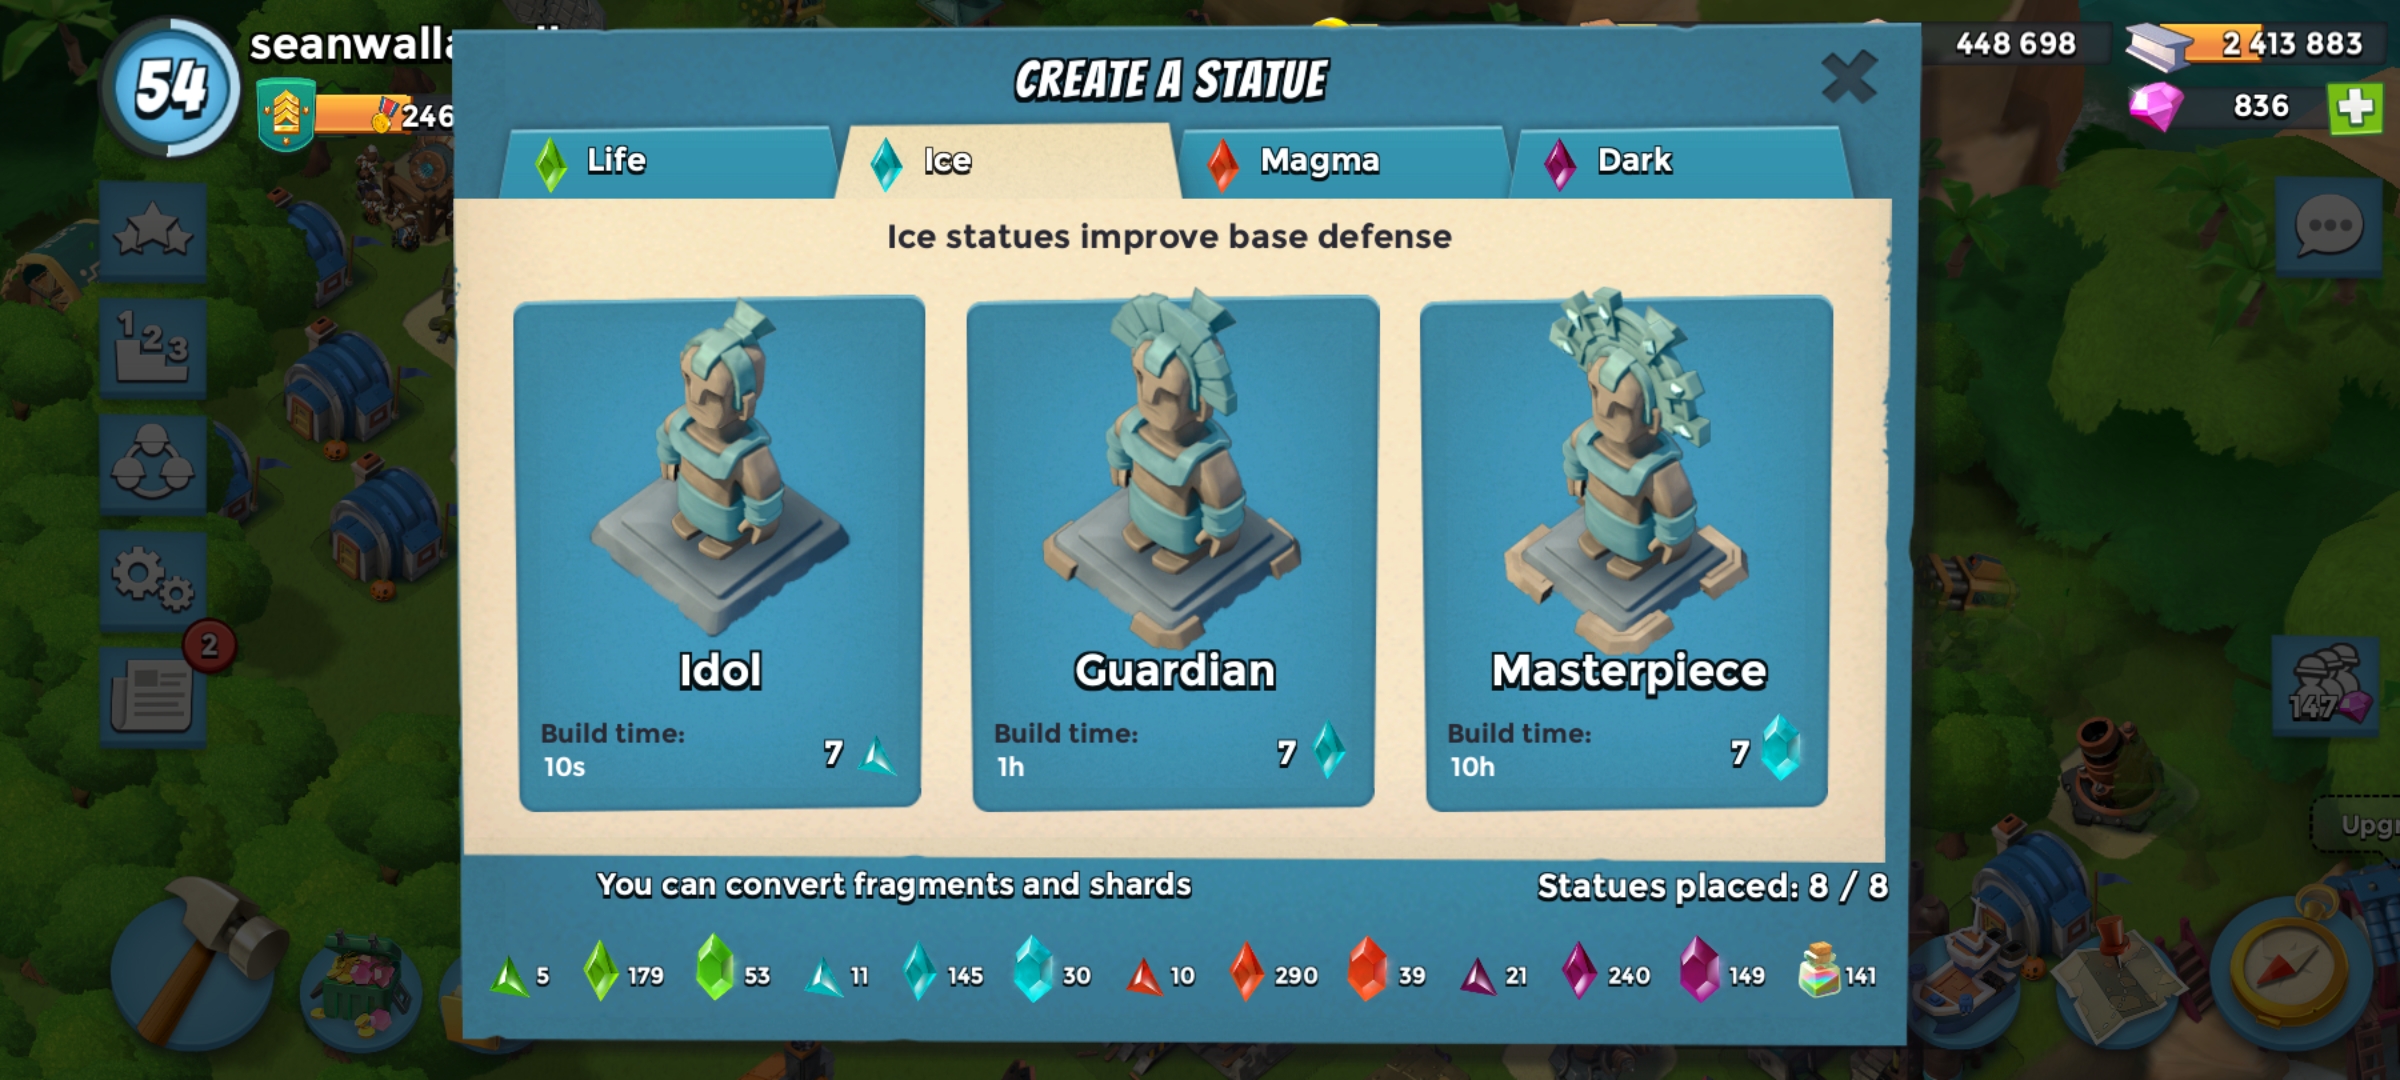 54
246
448 698
2 413 883
836
CREATE A STATUE
Life
Ice
Magma
Dark
Ice statues improve base defense
1 2 3
2
Idol
Build time:
10s
7
Guardian
Build time:
1h
7
Masterpiece
Build time:
10h
7
147
You can convert fragments and shards
Statues placed: 8 / 8
5 179 53 11 145 30 10 290 39 21 240 149 141